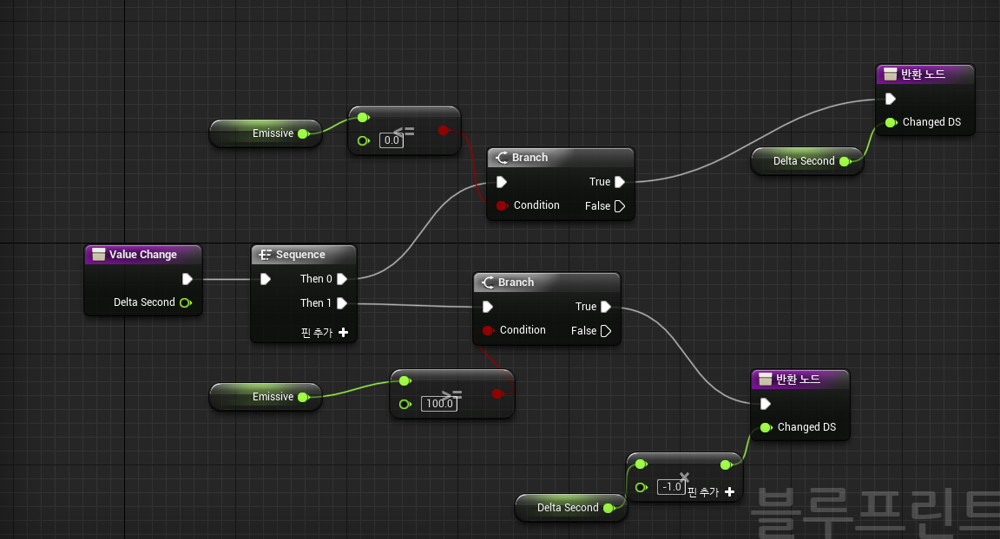 반환 노드
Changed DS
Delta Second
Emissive
<=
0.0
Branch
True
Condition
False
Value Change
Delta Second
Sequence
Then 0
Then 1
핀 추가
Branch
True
Condition
False
Emissive
>=
100.0
반환 노드
Changed DS
Delta Second
×
-1.0
핀 추가
블루프린트